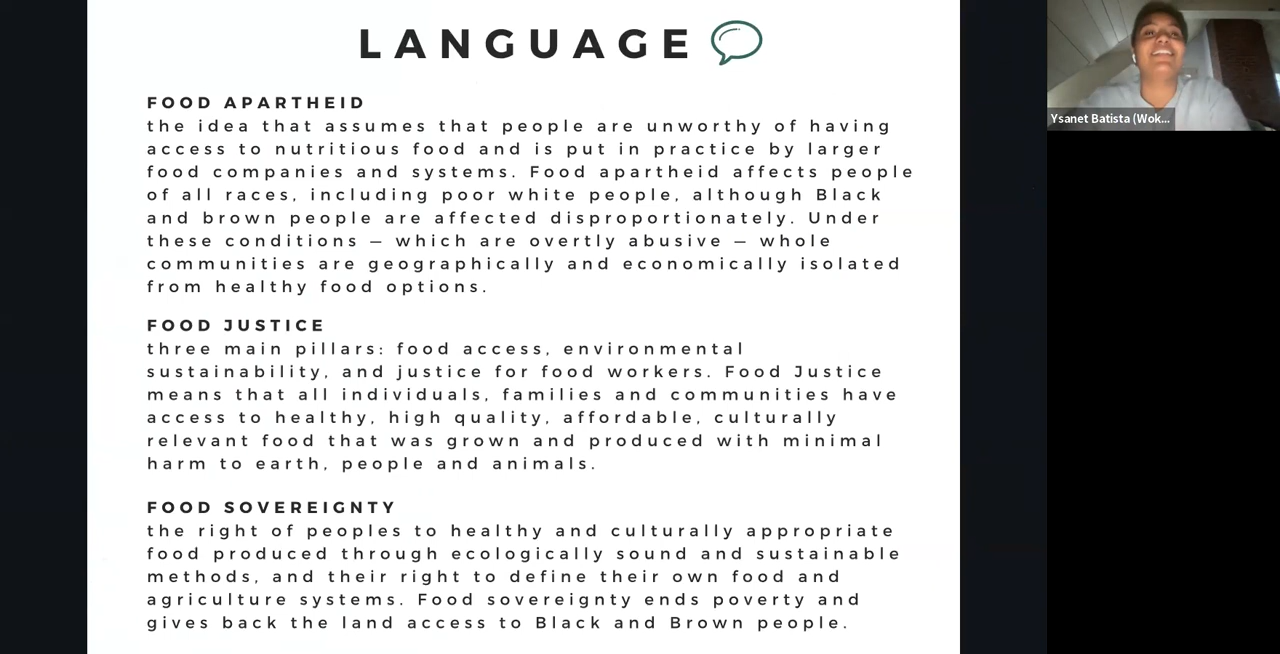 LANGUAGE
FOOD APARTHEID
the idea that assumes that people are unworthy of having
access to nutritious food and is put in practice by larger
food companies and systems. Food apartheid affects people
of all races, including poor white people, although Black
and brown people are affected disproportionately. Under
these conditions — which are overtly abusive — whole
communities are geographically and economically isolated
from healthy food options.
FOOD JUSTICE
three main pillars: food access, environmental
sustainability, and justice for food workers. Food Justice
means that all individuals, families and communities have
access to healthy, high quality, affordable, culturally
relevant food that was grown and produced with minimal
harm to earth, people and animals.
FOOD SOVEREIGNTY
the right of peoples to healthy and culturally appropriate
food produced through ecologically sound and sustainable
methods, and their right to define their own food and
agriculture systems. Food sovereignty ends poverty and
gives back the land access to Black and Brown people.
Ysanet Batista (Wok...